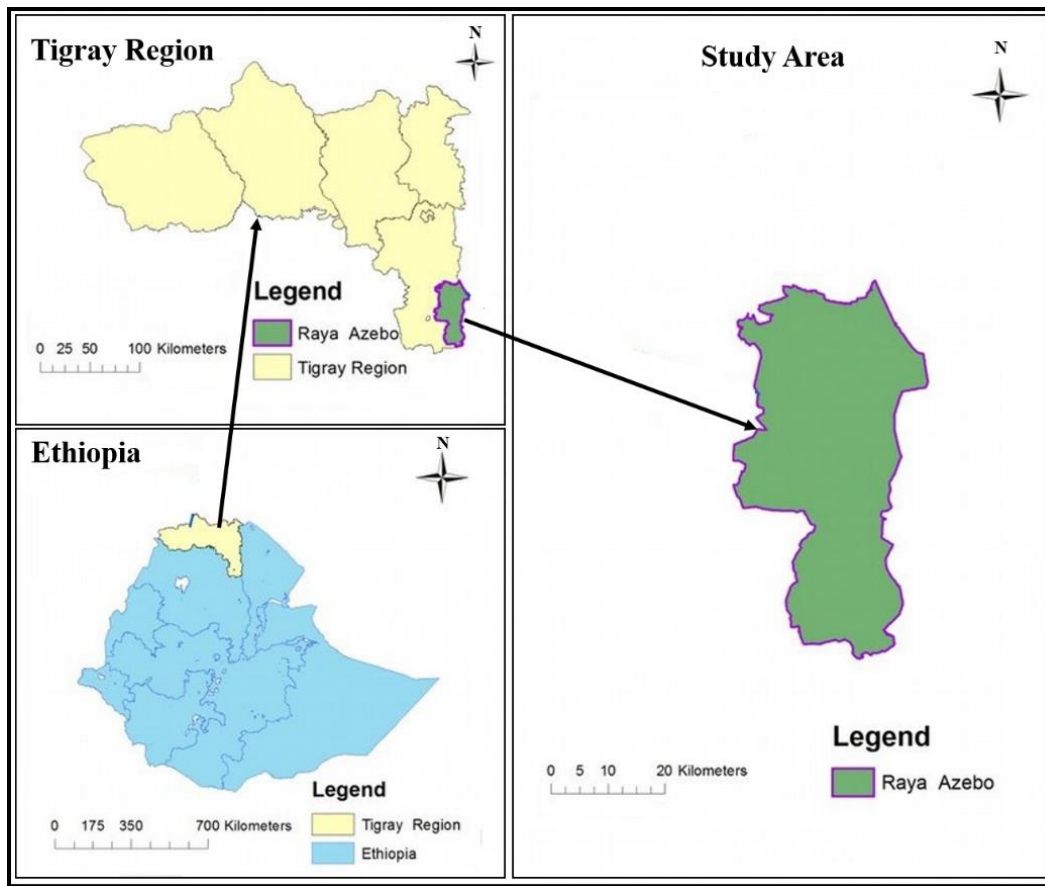 Tigray Region
N
Legend
Raya Azebo
Tigray Region
0 25 50 100 Kilometers
Ethiopia
N
Legend
Tigray Region
Ethiopia
0 175 350 700 Kilometers
Study Area
N
Legend
Raya Azebo
0 5 10 20 Kilometers